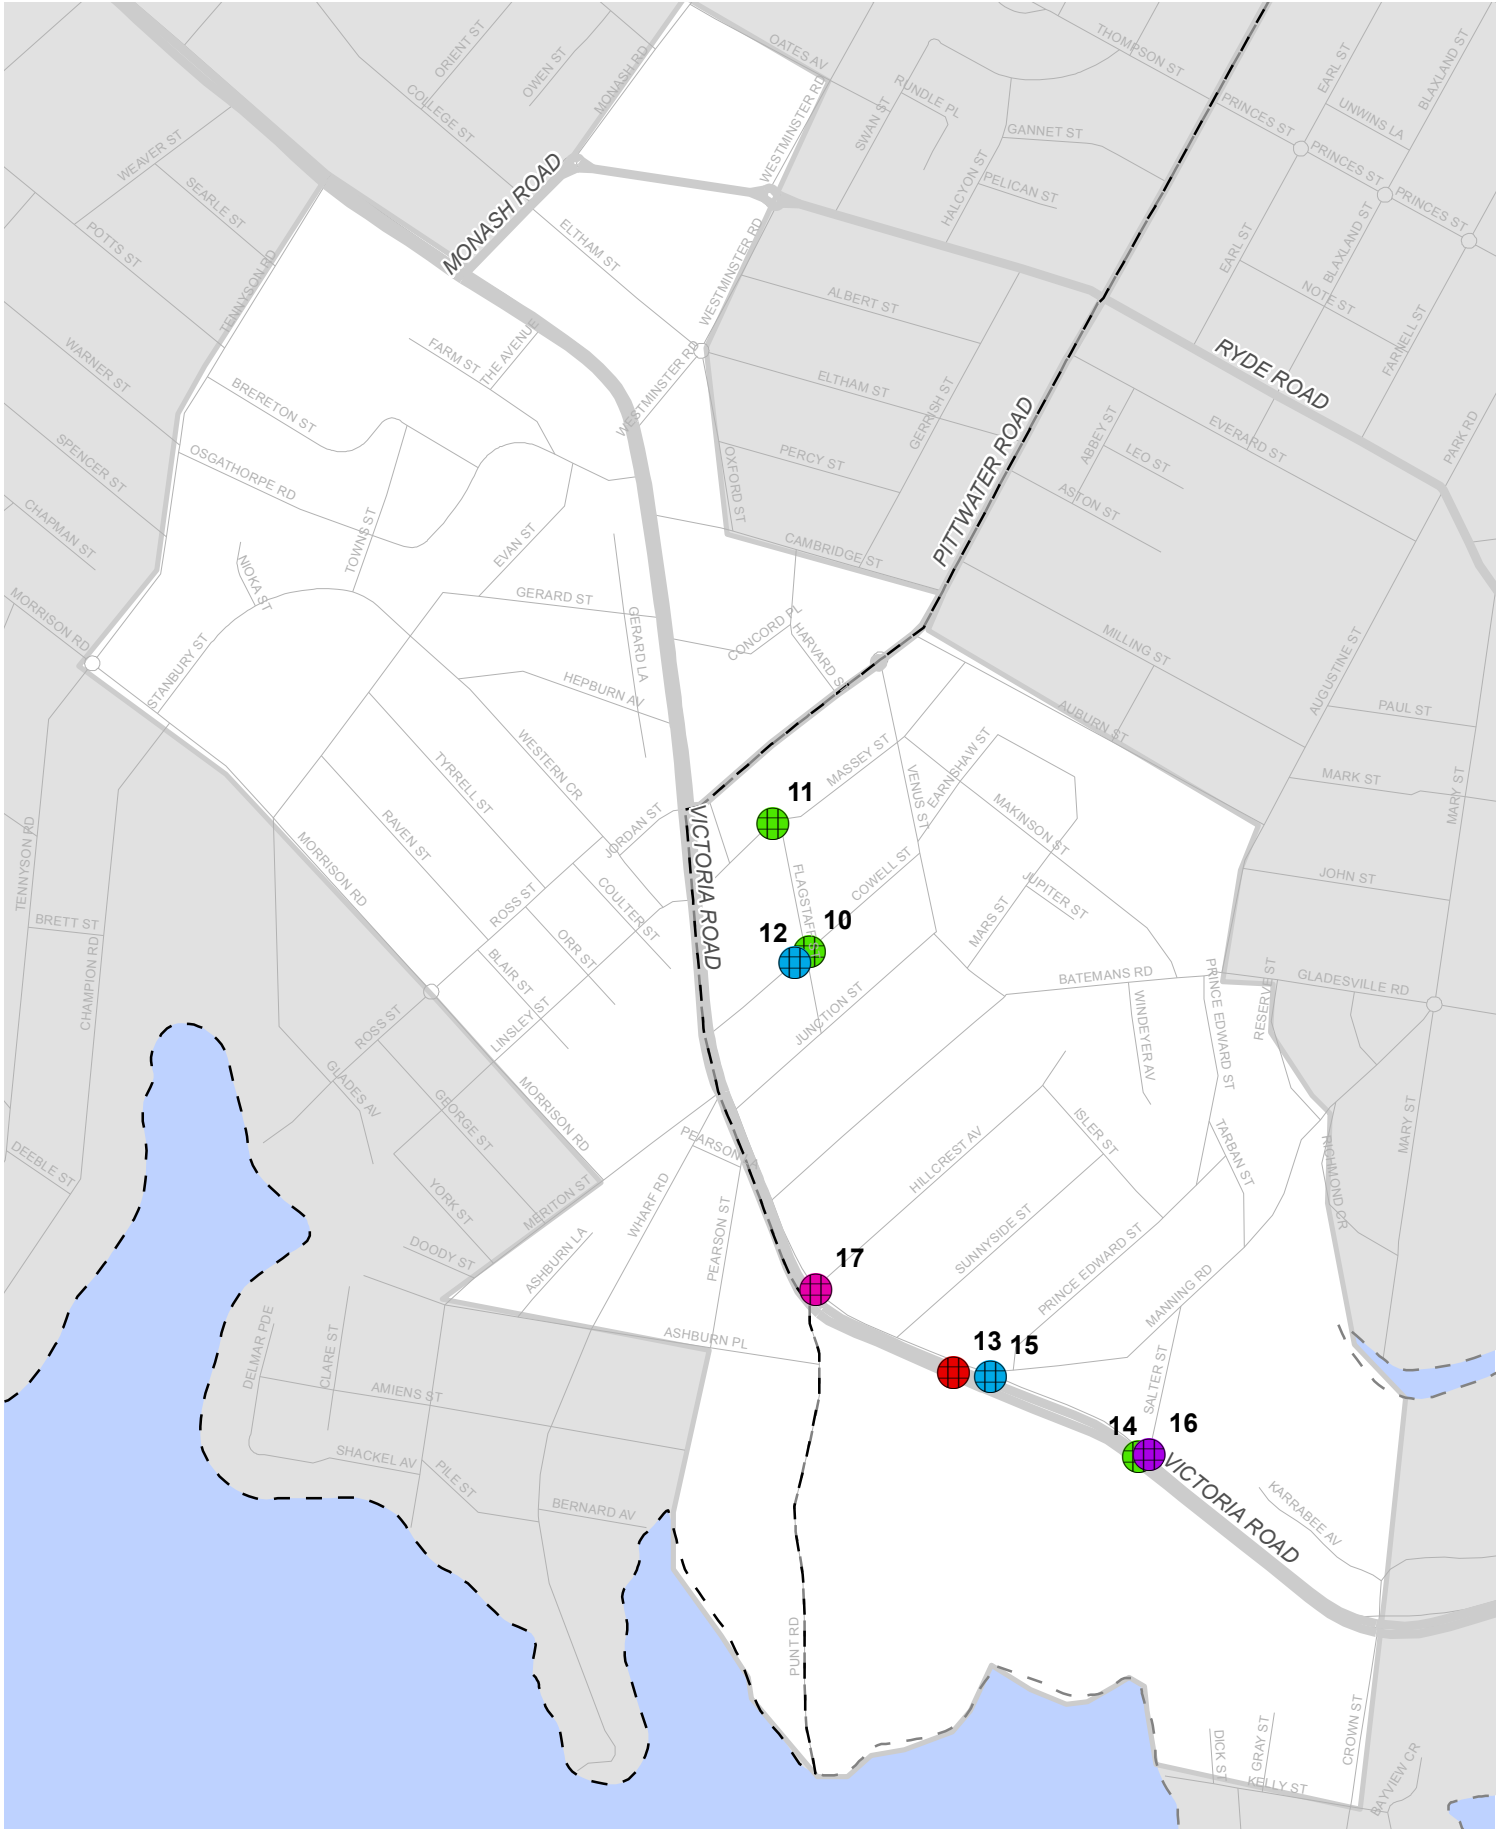 OATES AV
THOMPSON ST
EARL ST
BLAXLAND ST
ORIENT ST
OWEN ST
MONASH RD
COLLEGE ST
WESTMINSTER RD
SWAN ST
RUNDLE PL
GANNET ST
PRINCES ST
UNWINS LA
PRINCES ST
PRINCES ST
WEAVER ST
SEARLE ST
POTTS ST
MONASH ROAD
ELTHAM ST
HALCYON ST
PELICAN ST
EARL ST
BLAXLAND ST
NOTE ST
FARNELL ST
TENNYSON RD
WESTMINSTER RD
ALBERT ST
WARNER ST
FARM ST
THE AVENUE
WESTMINSTER RD
ELTHAM ST
GERRISH ST
RYDE ROAD
BRERETON ST
PITTWATER ROAD
ABBEY ST
EVERARD ST
PARK RD
SPENCER ST
OSGATHORPE RD
OXFORD ST
PERCY ST
LEO ST
ASTON ST
CHAPMAN ST
TOWNS ST
EVAN ST
CAMBRIDGE ST
NIOKA ST
GERARD ST
GERARD LA
CONCORD PL
HARVARD S
MORRISON RD
STANBURY ST
MILLING ST
AUGUSTINE ST
HEPBURN AV
AUBURN ST
PAUL ST
WESTERN CR
TYRRELL ST
MASSEY ST
VENUS ST
EARNSHAW ST
MARK ST
MARY ST
11
RAVEN ST
JORDAN ST
VICTORIA ROAD
MAKINSON ST
TENNYSON RD
MORRISON RD
FLAGSTAFF
COWELL ST
JUPITER ST
JOHN ST
ROSS ST
COULTER ST
MARS ST
BRETT ST
CHAMPION RD
ORR ST
12
10
BLAIR ST
LINSLEY ST
BATEMANS RD
GLADESVILLE RD
JUNCTION ST
WINDEYER AV
PRINCE EDWARD ST
RESERVE ST
ROSS ST
GLADES AV
GEORGE ST
MORRISON RD
ISLER ST
TARBAN ST
MARY ST
DEEBLE ST
PEARSON
HILLCREST AV
RICHMOND CR
YORK ST
MERITON ST
WHARF RD
PEARSON ST
SUNNYSIDE ST
PRINCE EDWARD ST
DOODY ST
ASHBURN LA
17
MANNING RD
DELMAR PDE
CLARE ST
ASHBURN PL
13
15
AMIENS ST
SALTER ST
14
16
SHACKEL AV
PILE ST
BERNARD AV
VICTORIA ROAD
KARRABEE AV
PUNT RD
CROWN ST
DICK ST
GRAY ST
KELLY ST
BAYVIEW CR